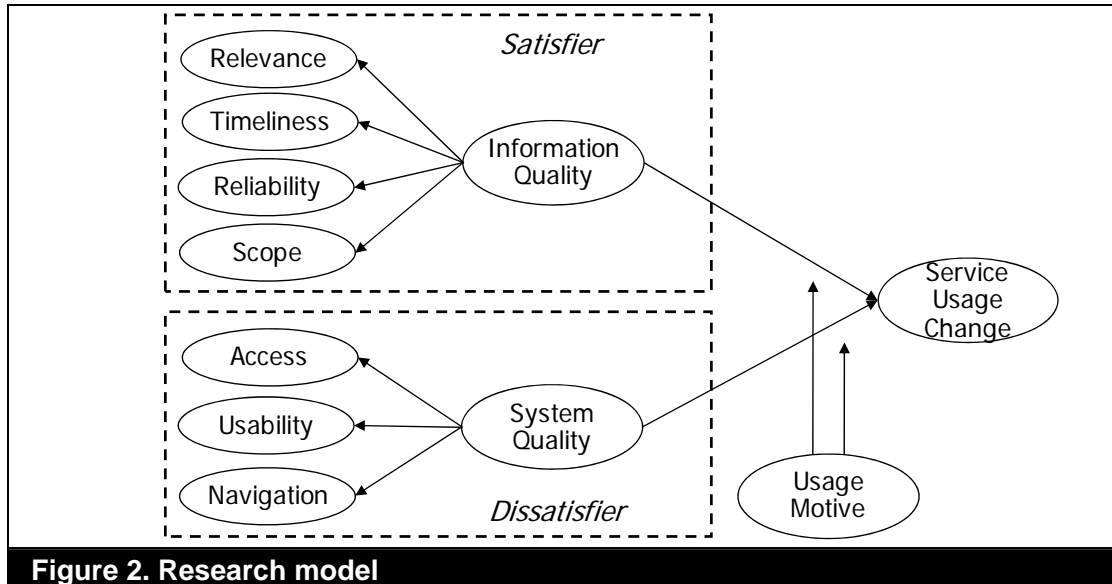 Satisfier
Relevance
Timeliness
Reliability
Scope
Information
Quality
Service
Usage
Change
Access
Usability
Navigation
System
Quality
Dissatisfier
Usage
Motive
Figure 2. Research model